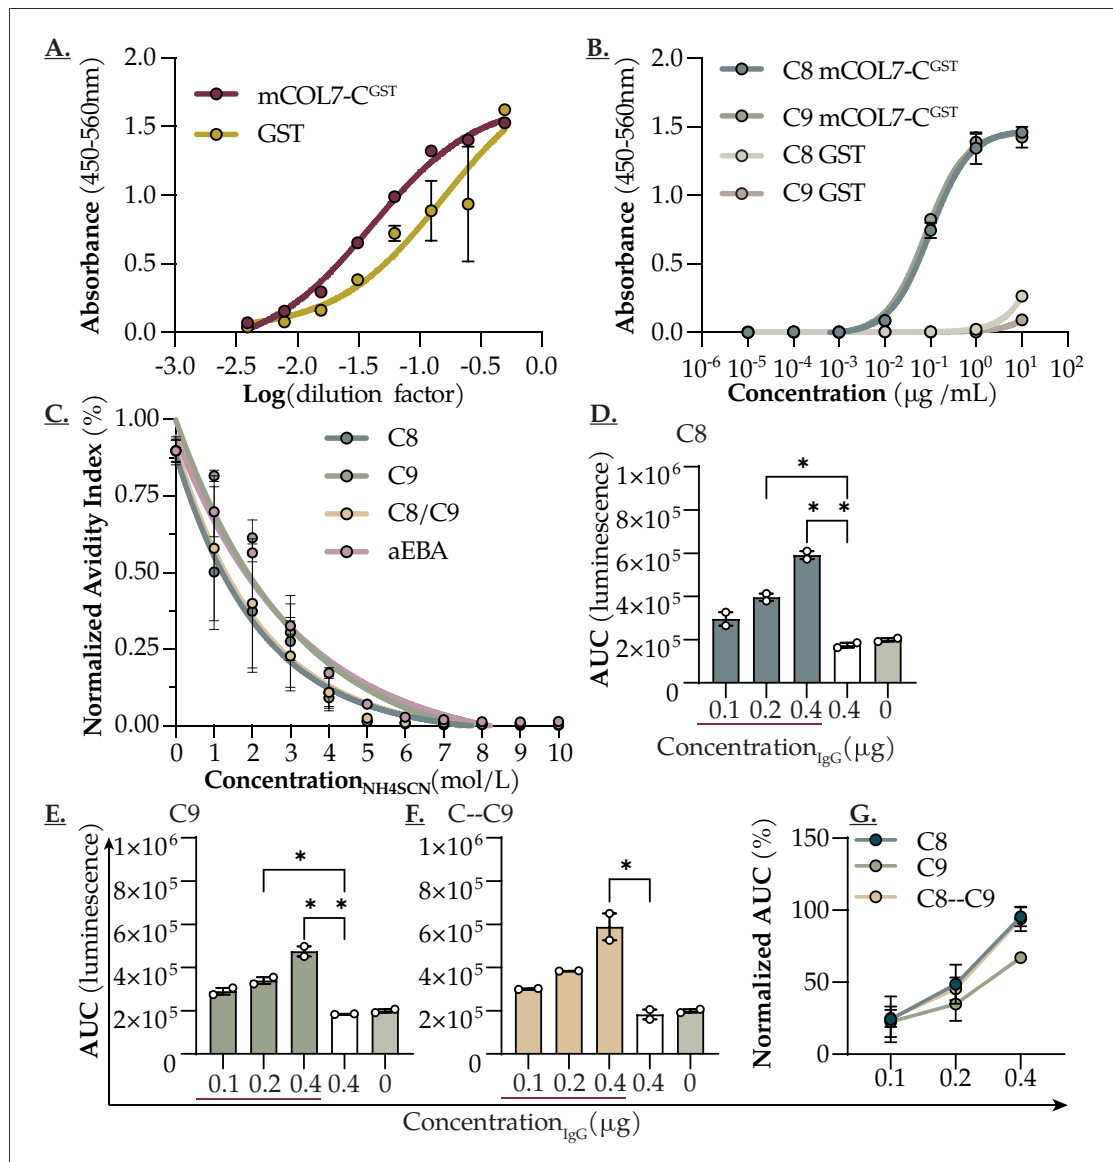 A.
Absorbance (450-560nm)
2.0
1.5
1.0
0.5
0.0
mCOL7-C^GST
GST
-3.0 -2.5 -2.0 -1.5 -1.0 -0.5 0.0
Log(dilution factor)
B.
Absorbance (450-560nm)
2.0
1.5
1.0
0.5
0.0
C8 mCOL7-C^GST
C9 mCOL7-C^GST
C8 GST
C9 GST
10⁻⁶ 10⁻⁵ 10⁻⁴ 10⁻³ 10⁻² 10⁻¹ 10⁰ 10¹ 10²
Concentration (µg /mL)
C.
Normalized Avidity Index (%)
1.00
0.75
0.50
0.25
0.00
C8
C9
C8/C9
aEBA
0 1 2 3 4 5 6 7 8 9 10
Concentration_NH4SCN(mol/L)
D.
C8
AUC (luminescence)
1×10⁶
8×10⁵
6×10⁵
4×10⁵
2×10⁵
0
*
* *
0.1 0.2 0.4 0.4 0
Concentration_IgG(µg)
E.
C9
AUC (luminescence)
1×10⁶
8×10⁵
6×10⁵
4×10⁵
2×10⁵
0
*
* *
0.1 0.2 0.4 0.4 0
F.
C--C9
1×10⁶
8×10⁵
6×10⁵
4×10⁵
2×10⁵
0
*
0.1 0.2 0.4 0.4 0
Concentration_IgG(µg)
G.
Normalized AUC (%)
150
100
50
0
C8
C9
C8--C9
0.1 0.2 0.4